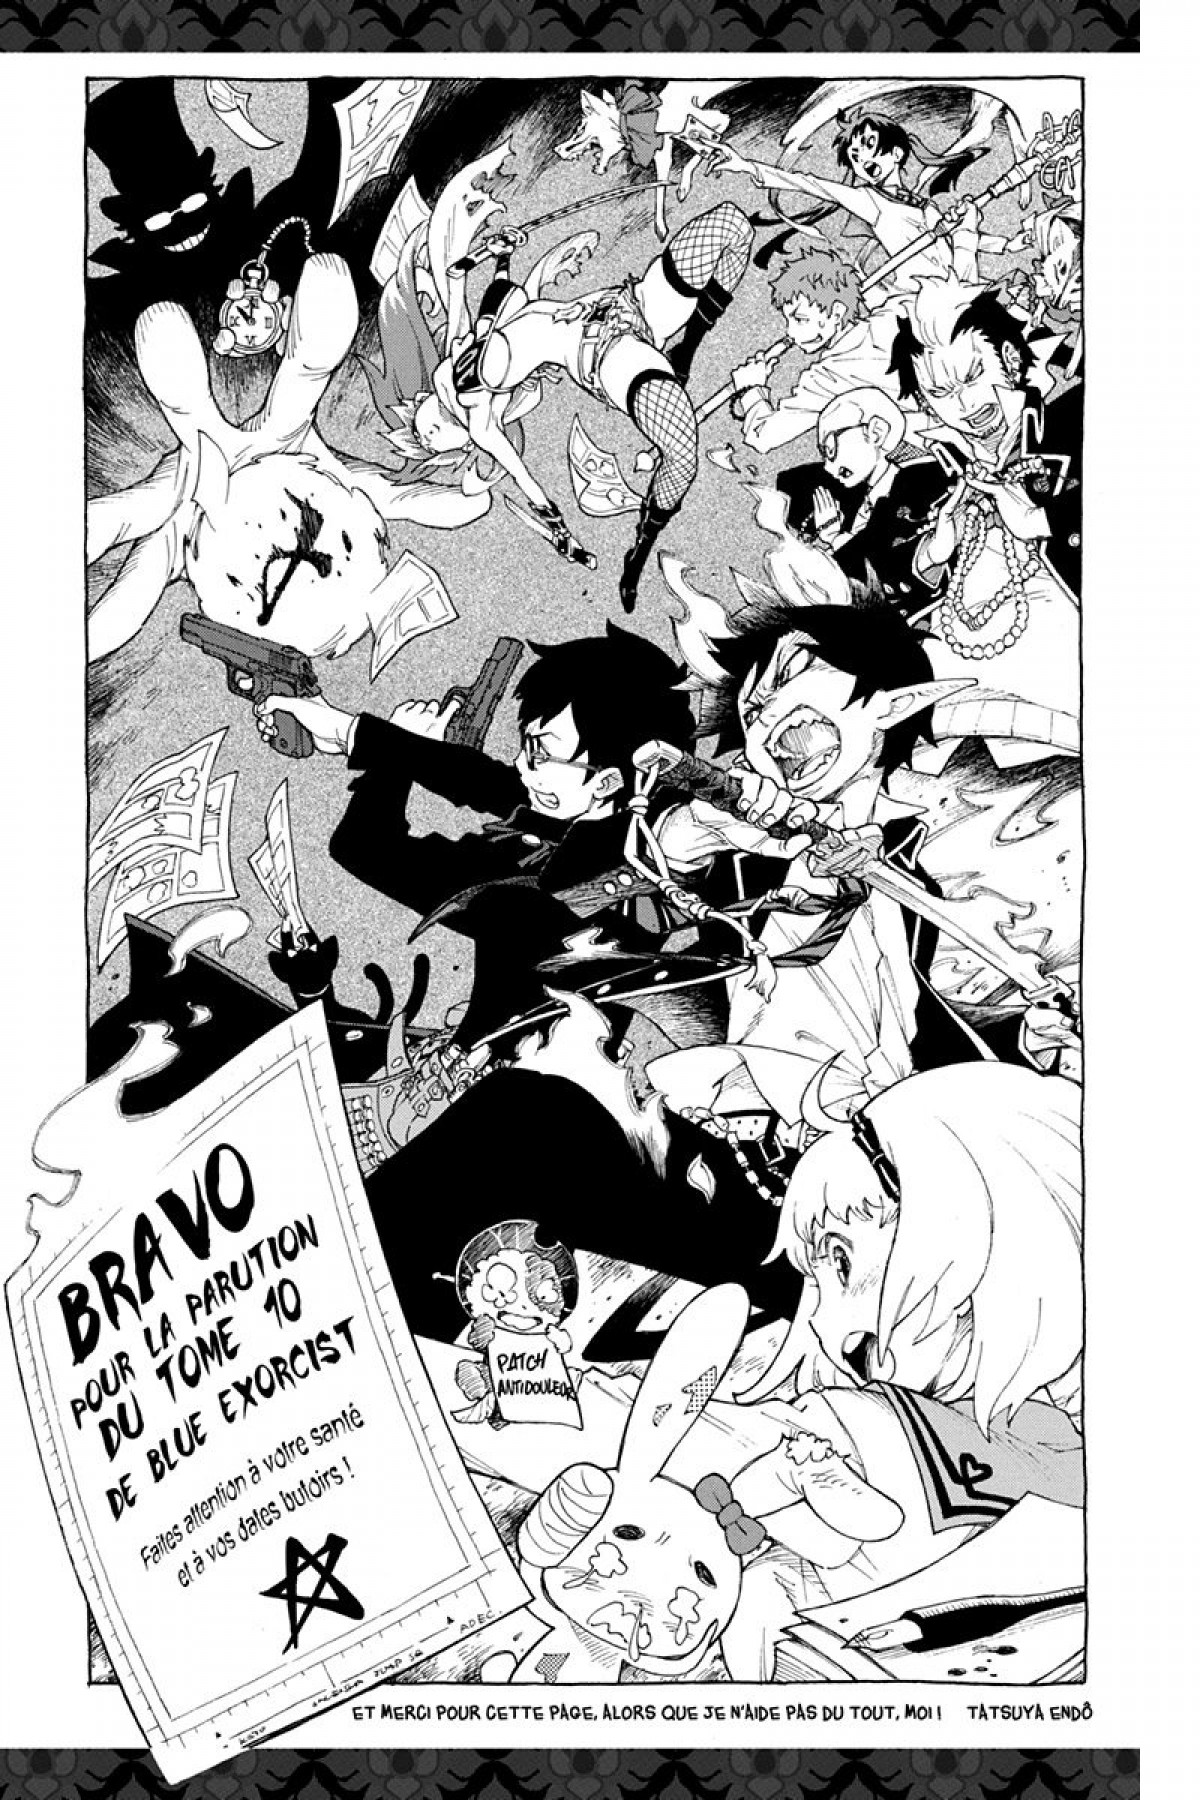 BRAVO
POUR LA PARUTION
DU TOME 10
DE BLUE EXORCIST
Faites attention à votre santé
et à vos dates butoirs !
PATCH
ANTIDOULEUR
ET MERCI POUR CETTE PAGE, ALORS QUE JE N'AIDE PAS DU TOUT, MOI ! TATSUYA ENDÔ